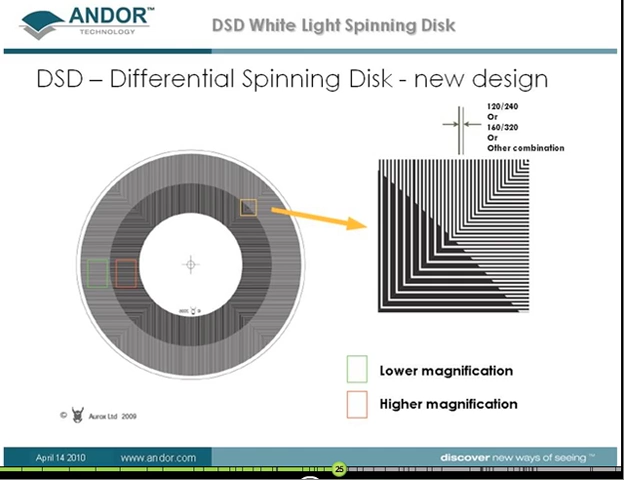 ANDOR™
TECHNOLOGY
DSD White Light Spinning Disk
DSD – Differential Spinning Disk - new design
120/240
Or
160/320
Or
Other combination
Lower magnification
Higher magnification
© Aurox Ltd 2009
April 14 2010 www.andor.com discover new ways of seeing ™
25